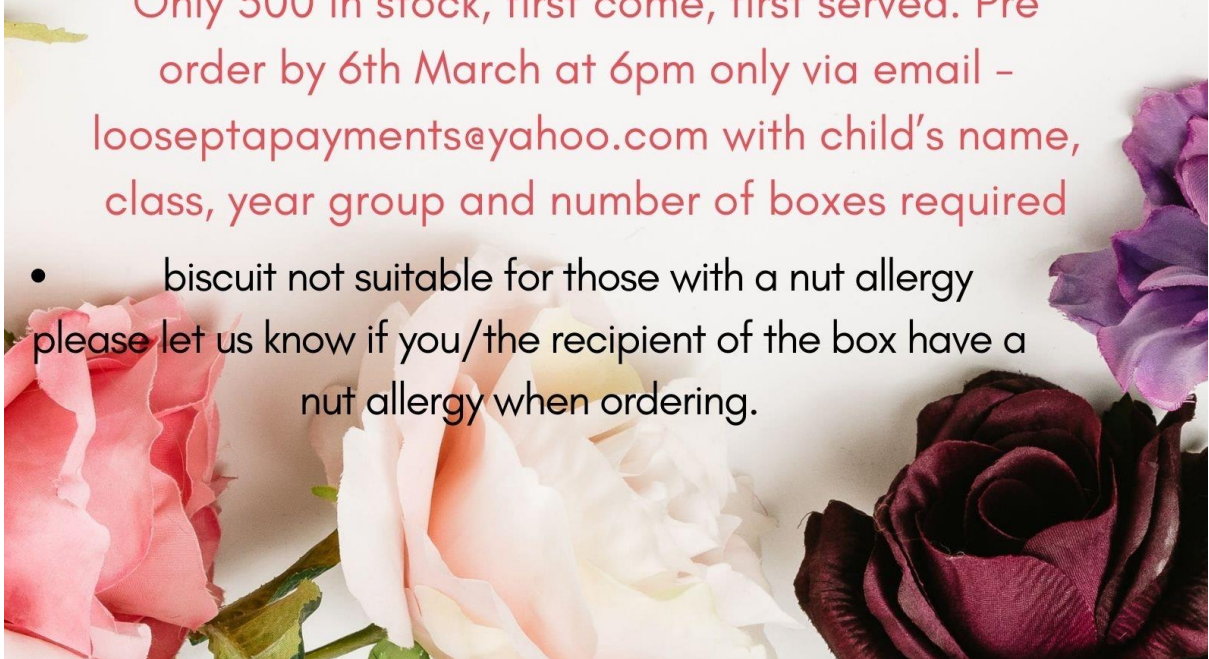 Only 500 in stock, first come, first served. Pre
order by 6th March at 6pm only via email -
looseptapayments@yahoo.com with child's name,
class, year group and number of boxes required
• biscuit not suitable for those with a nut allergy
please let us know if you/the recipient of the box have a
nut allergy when ordering.